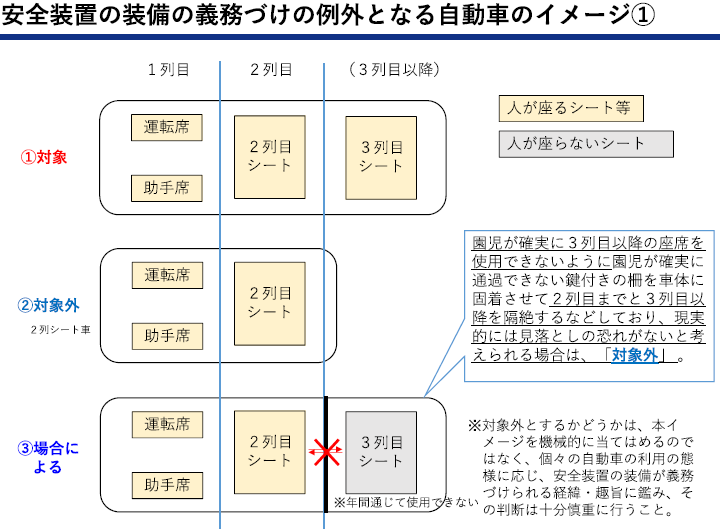 安全装置の装備の義務づけの例外となる自動車のイメージ①
１列目
２列目
（３列目以降）
人が座るシート等
人が座らないシート
①対象
運転席
助手席
２列目
シート
３列目
シート
②対象外
２列シート車
運転席
助手席
２列目
シート
園児が確実に３列目以降の座席を
使用できないように園児が確実に
通過できない鍵付きの柵を車体に
固着させて２列目までと３列目以
降を隔絶するなどしており、現実
的には見落としの恐れがないと考
えられる場合は、「対象外」。
③場合に
よる
運転席
助手席
２列目
シート
３列目
シート
※年間通じて使用できない
※対象外とするかどうかは、本イ
メージを機械的に当てはめるので
はなく、個々の自動車の利用の態
様に応じ、安全装置の装備が義務
づけられる経緯・趣旨に鑑み、そ
の判断は十分慎重に行うこと。